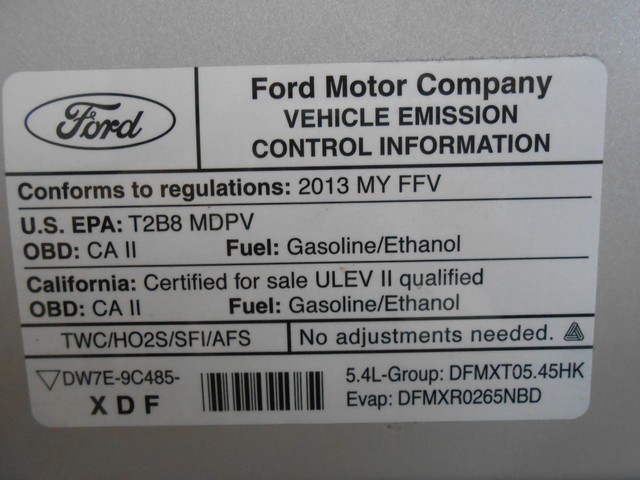 Ford
Ford Motor Company
VEHICLE EMISSION
CONTROL INFORMATION
Conforms to regulations: 2013 MY FFV
U.S. EPA: T2B8 MDPV
OBD: CA II Fuel: Gasoline/Ethanol
California: Certified for sale ULEV II qualified
OBD: CA II Fuel: Gasoline/Ethanol
TWC/HO2S/SFI/AFS No adjustments needed.
DW7E-9C485-
XDF
5.4L-Group: DFMXT05.45HK
Evap: DFMXR0265NBD